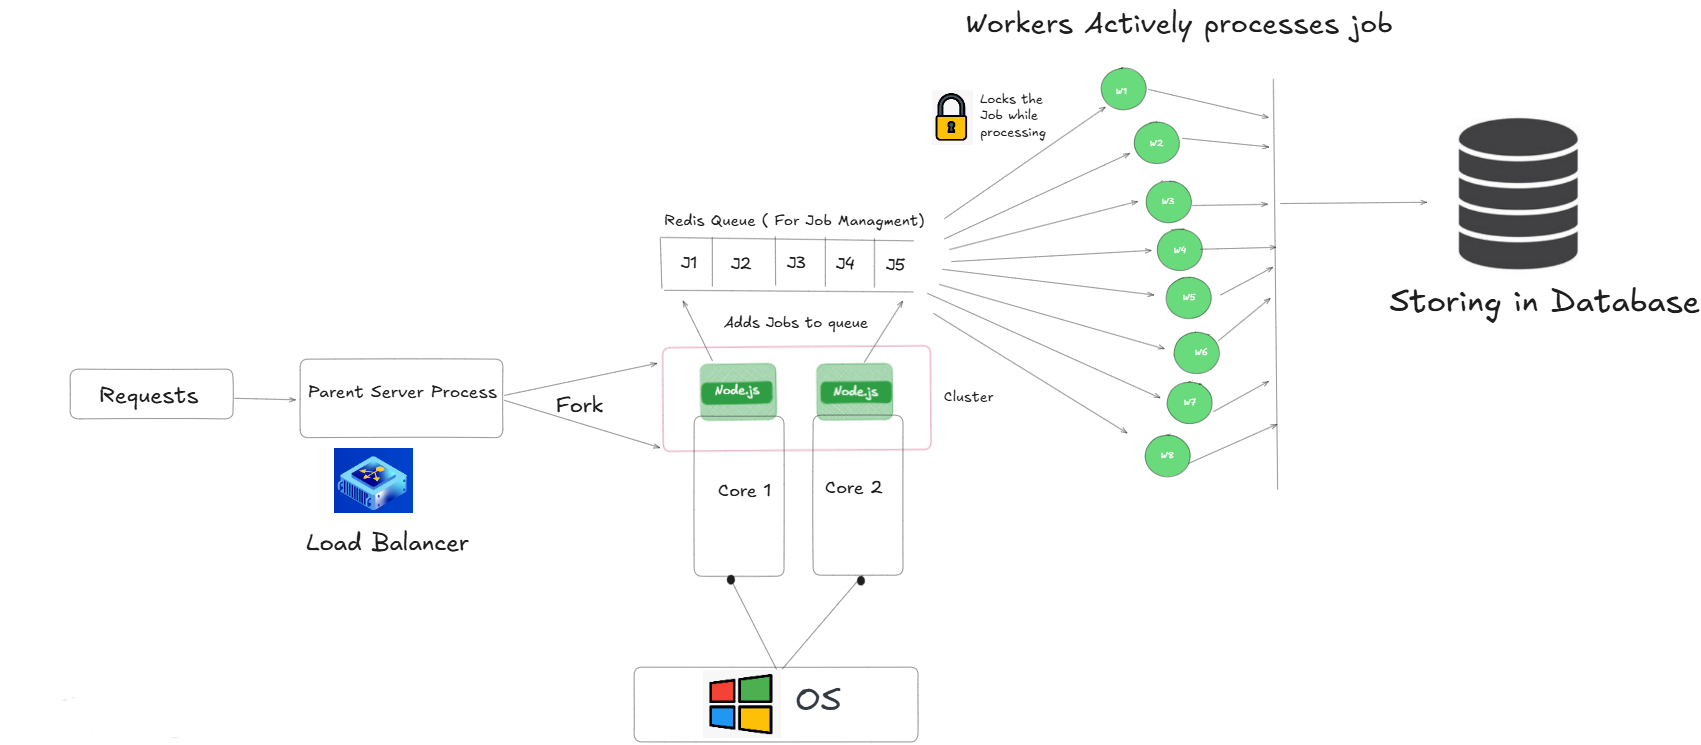 Workers Actively processes job
Locks the
Job while
processing
W1
W2
W3
W4
W5
W6
W7
W8
Redis Queue ( For Job Managment)
J1 J2 J3 J4 J5
Adds Jobs to queue
Storing in Database
Requests
Parent Server Process
Fork
Node.js Node.js
Cluster
Load Balancer
Core 1 Core 2
OS